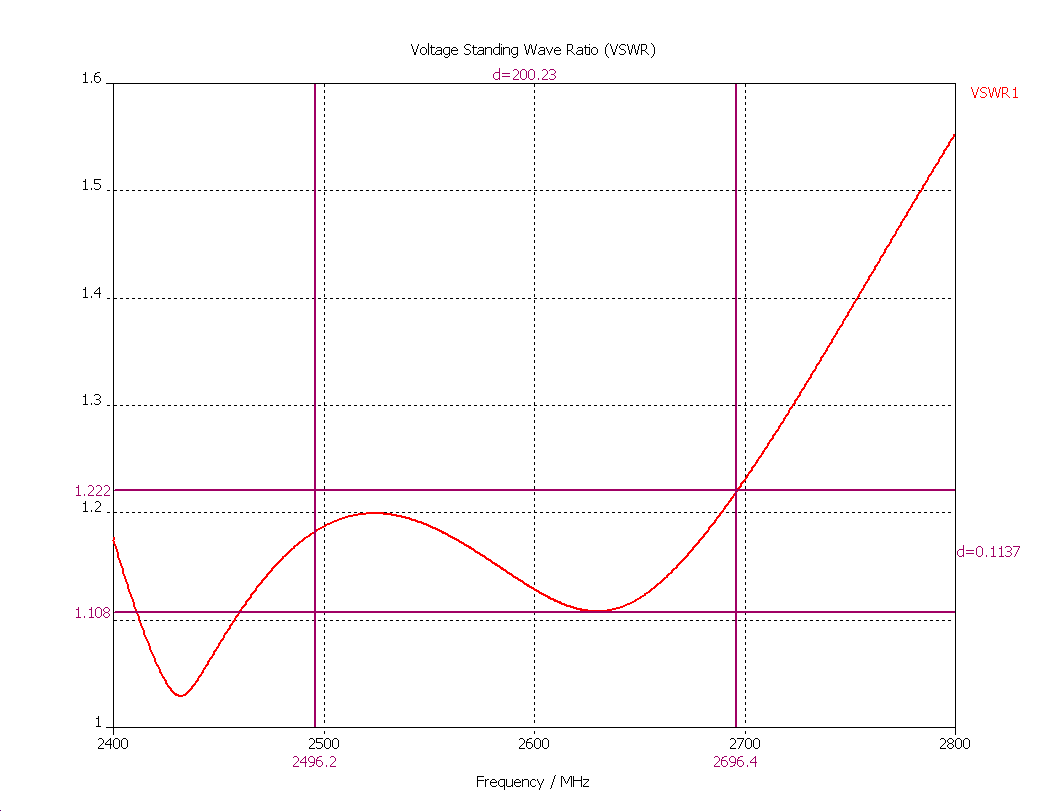 Voltage Standing Wave Ratio (VSWR)
d=200.23
1.6
VSWR1
1.5
1.4
1.3
1.222
1.2
d=0.1137
1.108
1
2400 2500 2600 2700 2800
2496.2 2696.4
Frequency / MHz